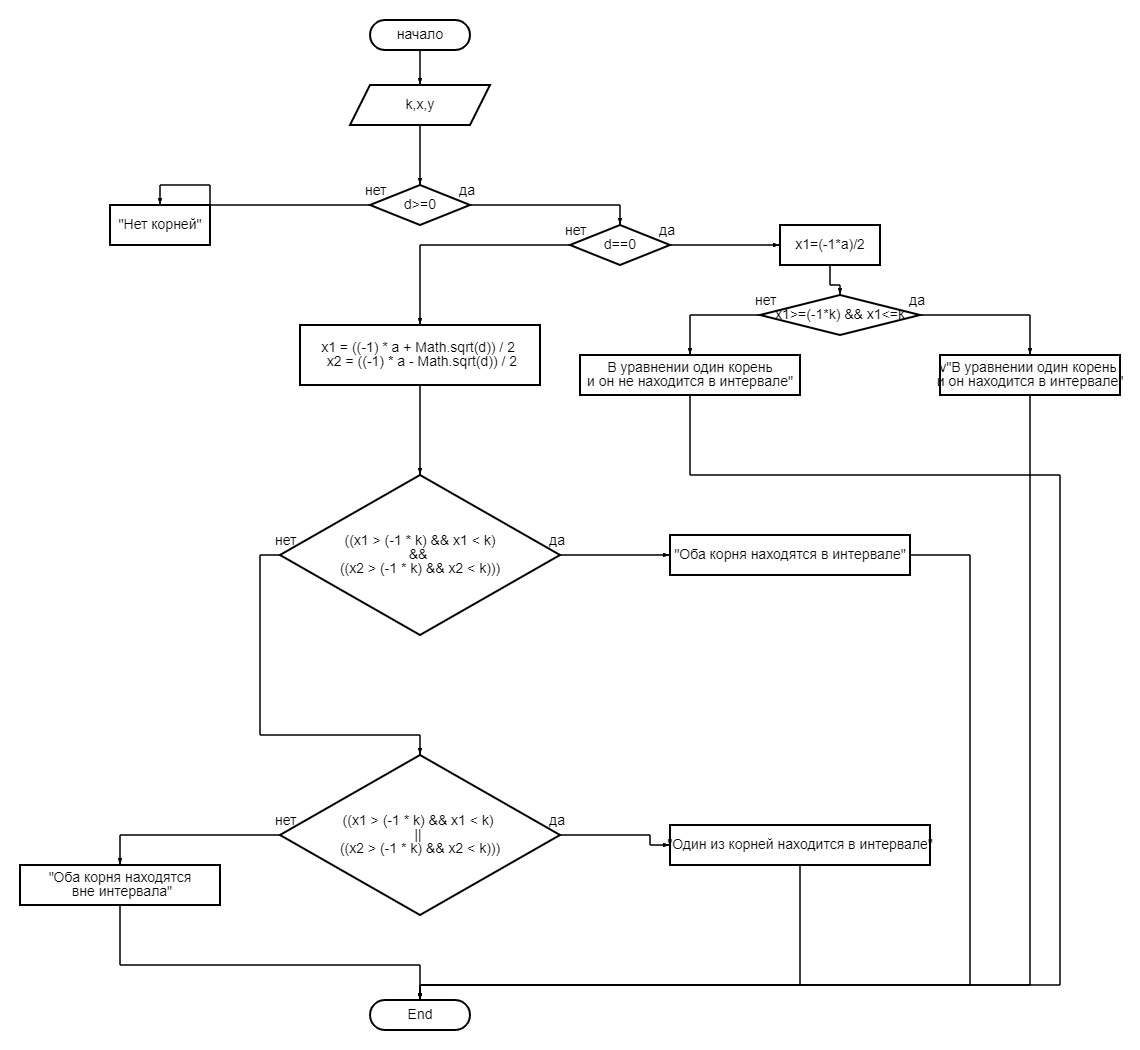 начало
k,x,y
нет
да
d>=0
"Нет корней"
нет
да
d==0
x1=(-1*a)/2
нет
да
x1>=(-1*k) && x1<=k
x1 = ((-1) * a + Math.sqrt(d)) / 2
x2 = ((-1) * a - Math.sqrt(d)) / 2
В уравнении один корень
и он не находится в интервале"
v"В уравнении один корень
и он находится в интервале"
нет
да
((x1 > (-1 * k) && x1 < k)
&&
((x2 > (-1 * k) && x2 < k)))
"Оба корня находятся в интервале"
нет
да
((x1 > (-1 * k) && x1 < k)
||
((x2 > (-1 * k) && x2 < k)))
"Один из корней находится в интервале"
"Оба корня находятся
вне интервала"
End